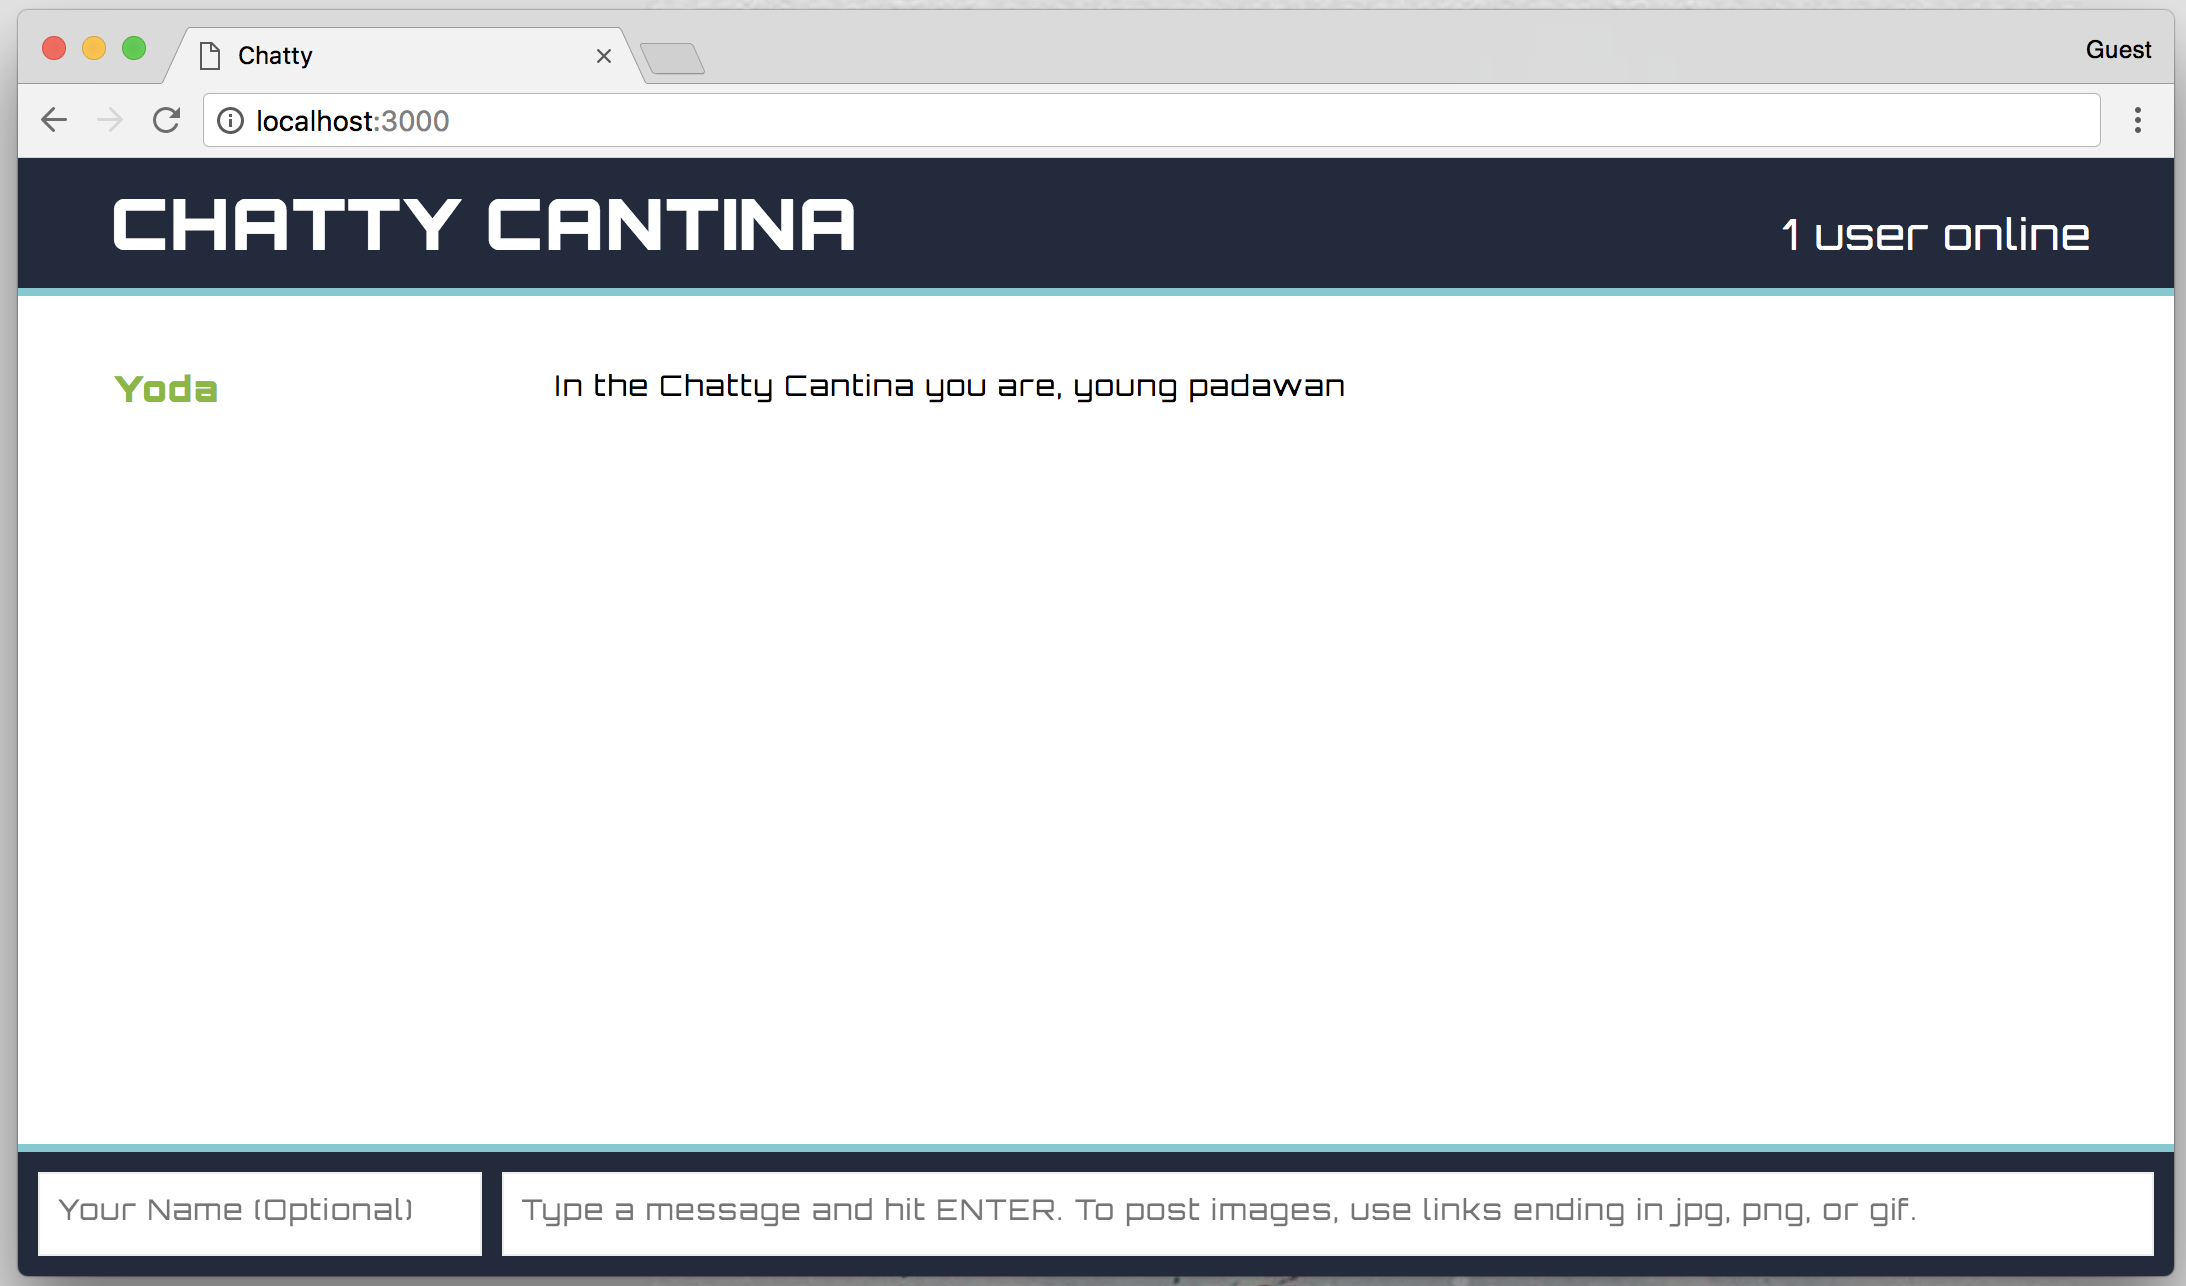 Chatty
Guest
localhost:3000
CHATTY CANTINA
1 user online
Yoda
In the Chatty Cantina you are, young padawan
Your Name (Optional)
Type a message and hit ENTER. To post images, use links ending in jpg, png, or gif.